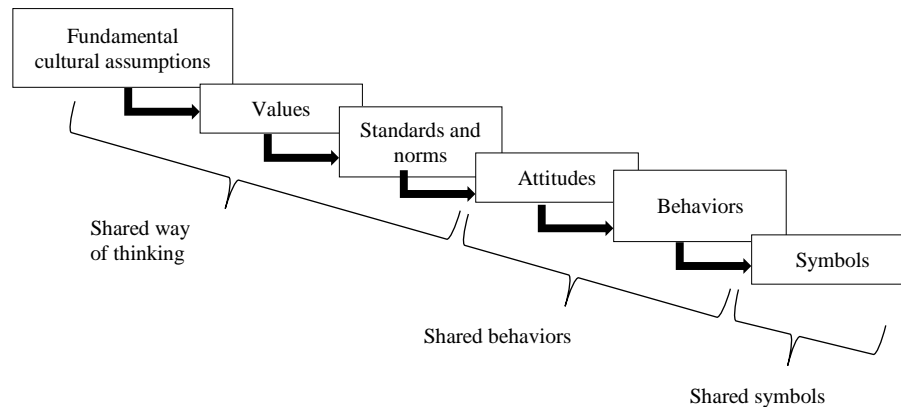 Fundamental
cultural assumptions
Values
Standards and
norms
Attitudes
Behaviors
Symbols
Shared way
of thinking
Shared behaviors
Shared symbols